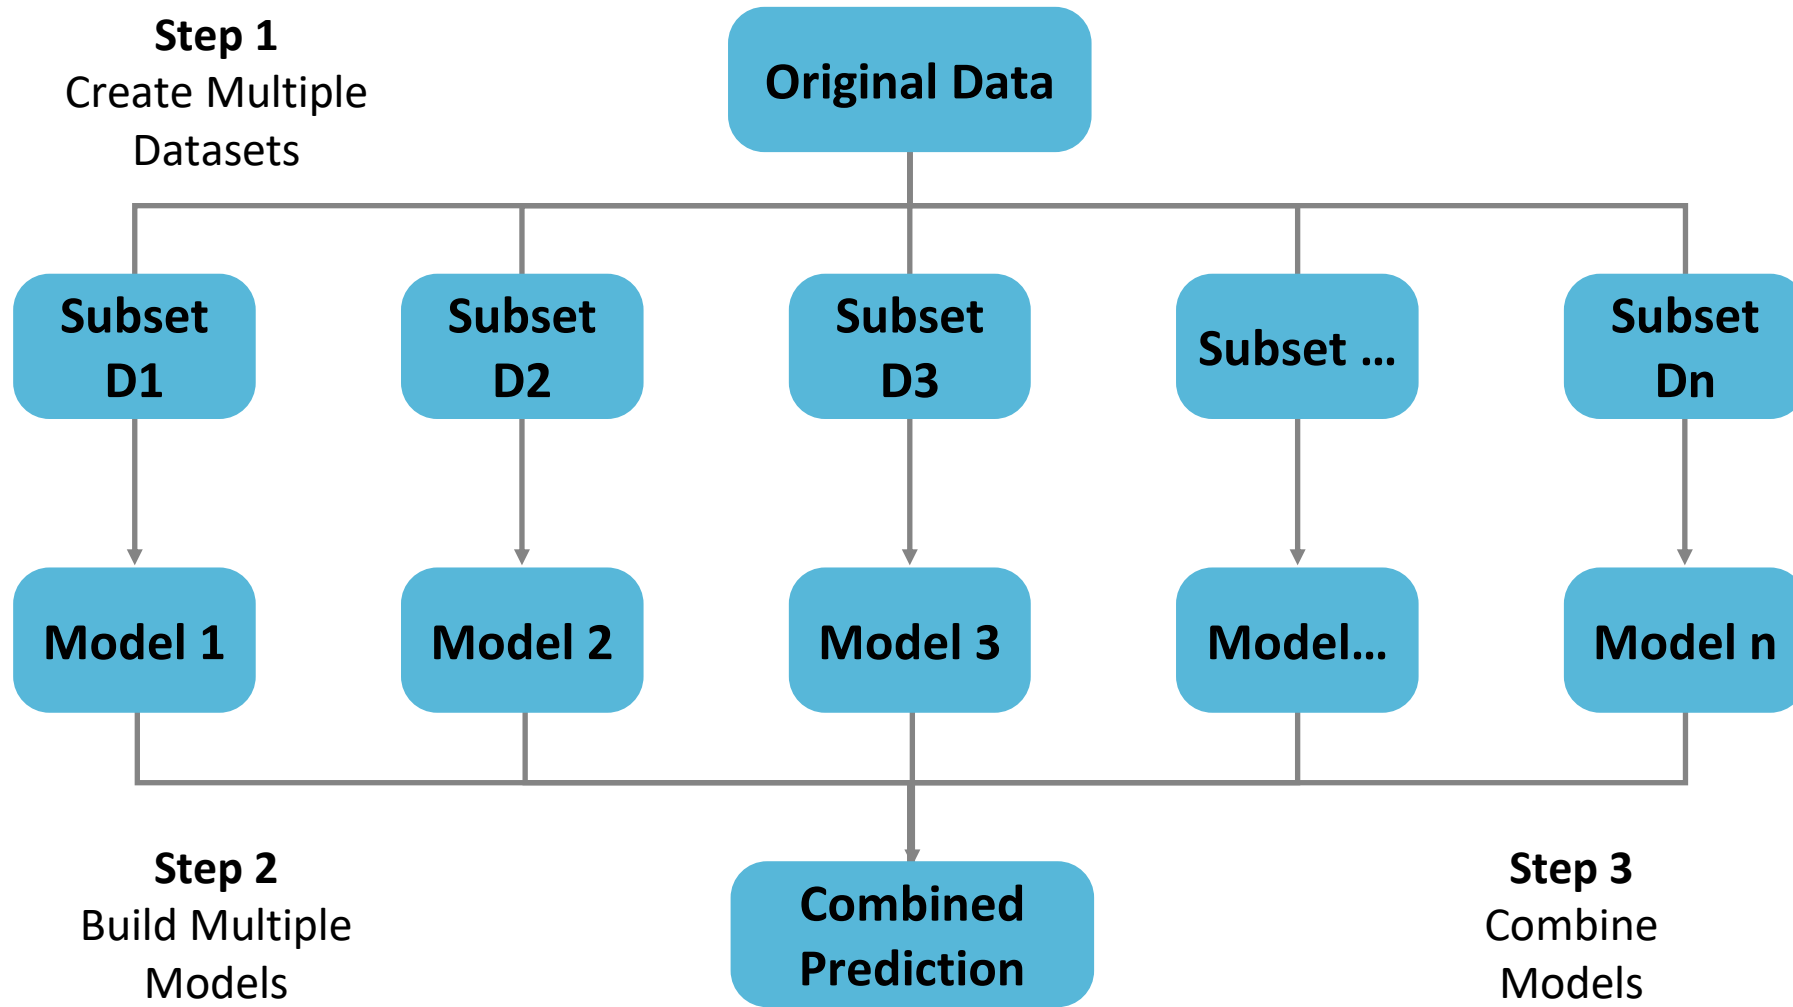 Step 1
Create Multiple
Datasets
Original Data
Subset
D1
Subset
D2
Subset
D3
Subset …
Subset
Dn
Model 1
Model 2
Model 3
Model…
Model n
Step 2
Build Multiple
Models
Combined
Prediction
Step 3
Combine
Models